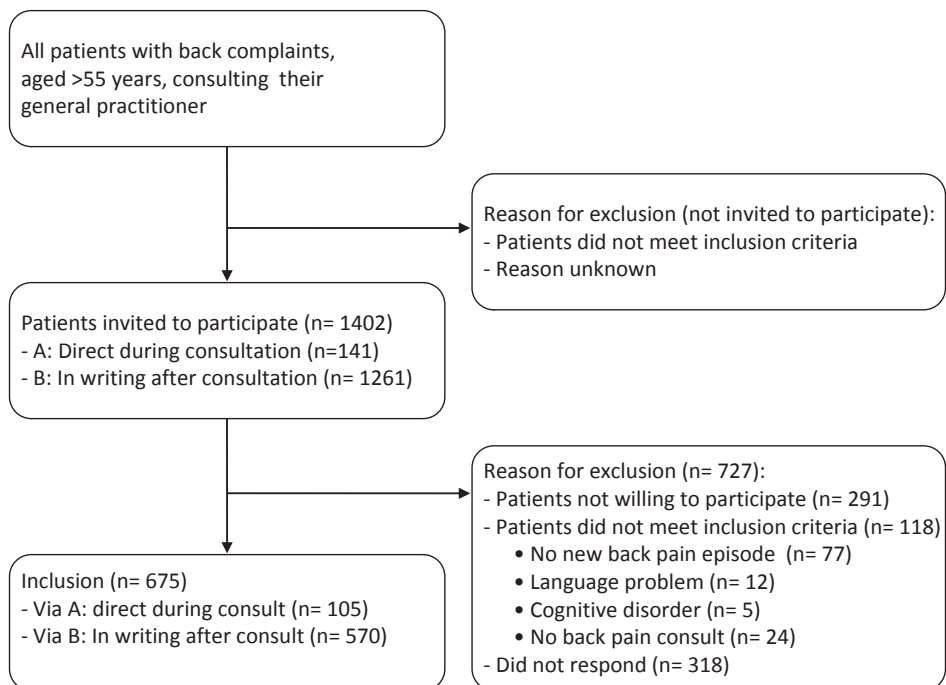 All patients with back complaints,
aged >55 years, consulting their
general practitioner
Reason for exclusion (not invited to participate):
- Patients did not meet inclusion criteria
- Reason unknown
Patients invited to participate (n= 1402)
- A: Direct during consultation (n=141)
- B: In writing after consultation (n= 1261)
Reason for exclusion (n= 727):
- Patients not willing to participate (n= 291)
- Patients did not meet inclusion criteria (n= 118)
• No new back pain episode (n= 77)
• Language problem (n= 12)
• Cognitive disorder (n= 5)
• No back pain consult (n= 24)
- Did not respond (n= 318)
Inclusion (n= 675)
- Via A: direct during consult (n= 105)
- Via B: In writing after consult (n= 570)